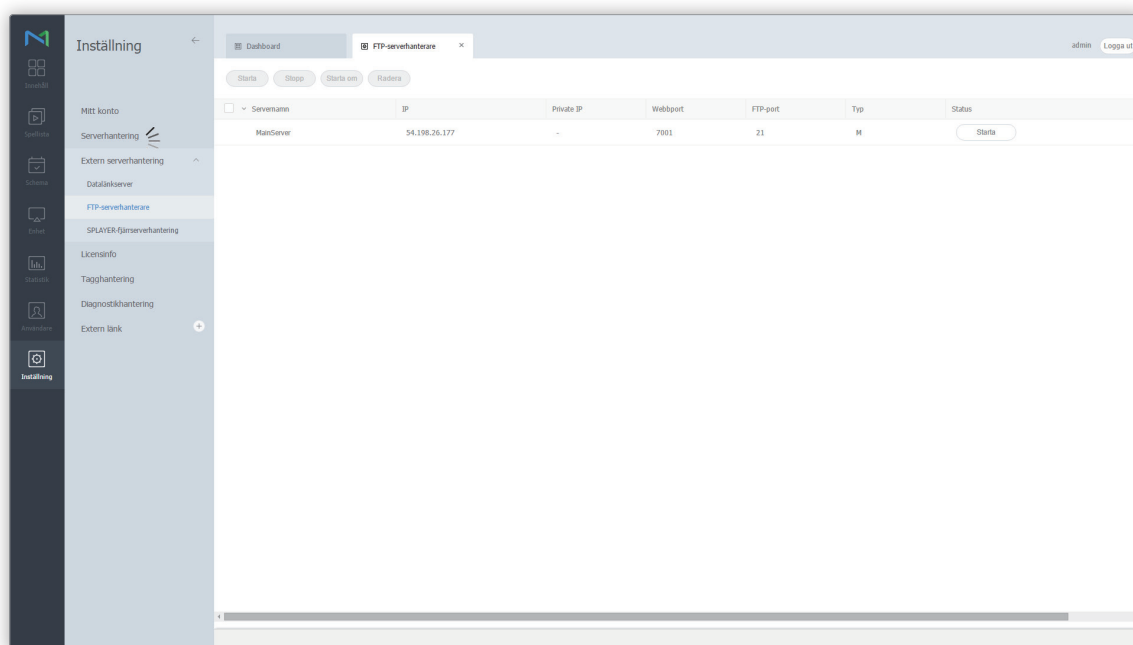 Innehåll
Spellista
Schema
Enhet
Statistik
Användare
Inställning
Inställning
Mitt konto
Serverhantering
Extern serverhantering
Datalänkserver
FTP-serverhanterare
SPLAYER-fjärrserverhantering
Licensinfo
Tagghantering
Diagnostikhantering
Extern länk
Dashboard
FTP-serverhanterare
admin Logga ut
Starta Stopp Starta om Radera
Servernamn IP Private IP Webbport FTP-port Typ Status
MainServer 54.198.26.177 - 7001 21 M Starta